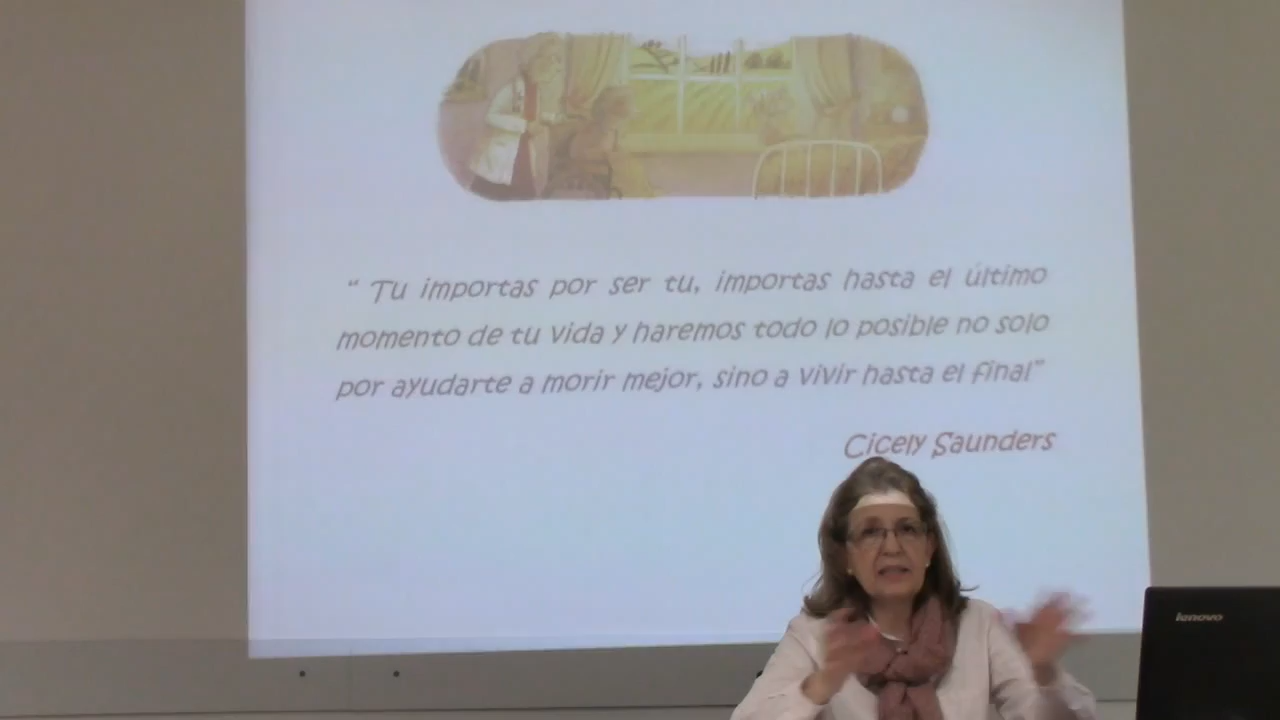 “ Tu importas por ser tu, importas hasta el último
momento de tu vida y haremos todo lo posible no solo
por ayudarte a morir mejor, sino a vivir hasta el final”
Cicely Saunders
lenovo